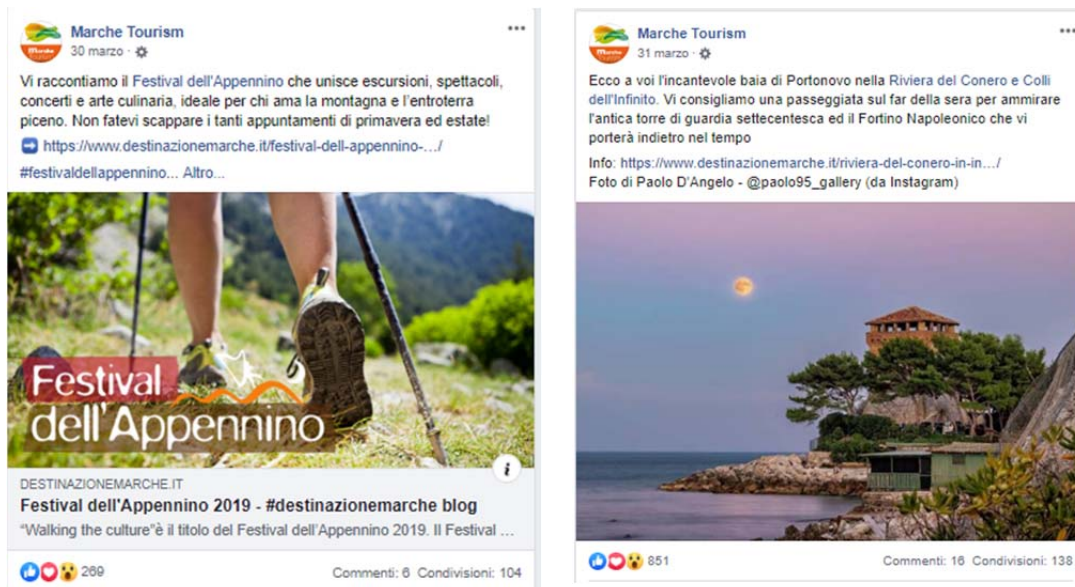 Marche Tourism
30 marzo ·
Vi raccontiamo il Festival dell'Appennino che unisce escursioni, spettacoli,
concerti e arte culinaria, ideale per chi ama la montagna e l'entroterra
piceno. Non fatevi scappare i tanti appuntamenti di primavera ed estate!
https://www.destinazionemarche.it/festival-dell-appennino-…/
#festivaldellappennino... Altro...
Festival
dell'Appennino
DESTINAZIONEMARCHE.IT
Festival dell'Appennino 2019 - #destinazionemarche blog
“Walking the culture”è il titolo del Festival dell'Appennino 2019. Il Festival ...
269
Commenti: 6 Condivisioni: 104
Marche Tourism
31 marzo ·
Ecco a voi l'incantevole baia di Portonovo nella Riviera del Conero e Colli
dell'Infinito. Vi consigliamo una passeggiata sul far della sera per ammirare
l'antica torre di guardia settecentesca ed il Fortino Napoleonico che vi
porterà indietro nel tempo
Info: https://www.destinazionemarche.it/riviera-del-conero-in-in…/
Foto di Paolo D'Angelo - @paolo95_gallery (da Instagram)
851
Commenti: 16 Condivisioni: 138